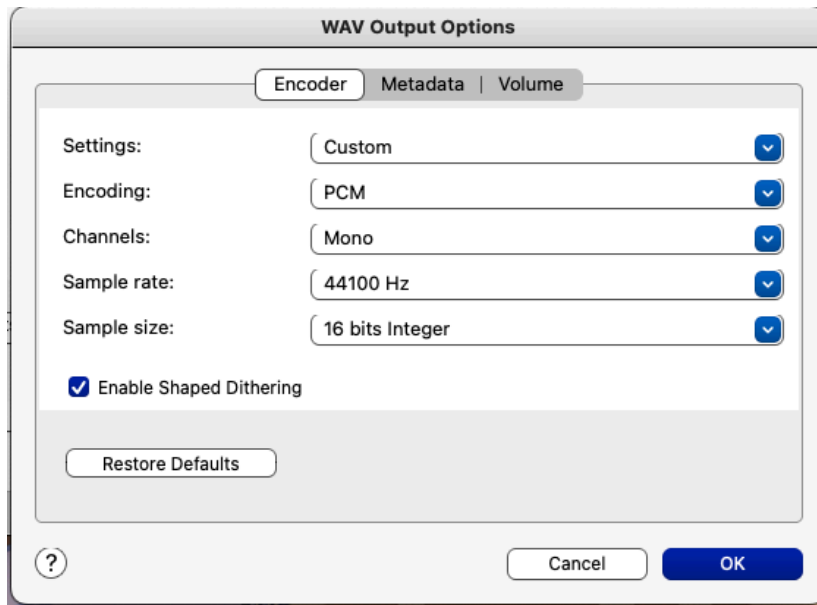 WAV Output Options
Encoder Metadata | Volume
Settings: Custom
Encoding: PCM
Channels: Mono
Sample rate: 44100 Hz
Sample size: 16 bits Integer
Enable Shaped Dithering
Restore Defaults
? Cancel OK